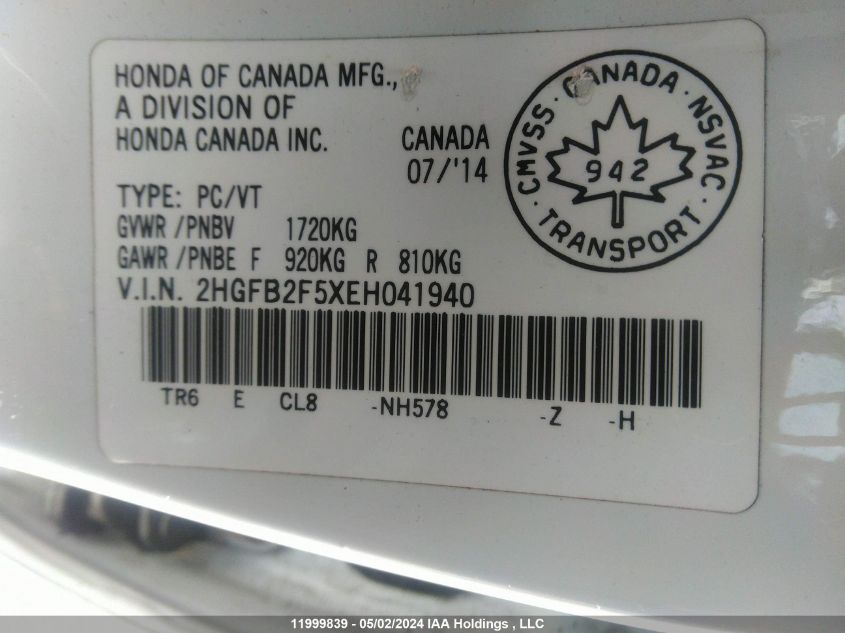 HONDA OF CANADA MFG.,
A DIVISION OF
HONDA CANADA INC.
CANADA
07/'14
TYPE: PC/VT
GVWR /PNBV 1720KG
GAWR /PNBE F 920KG R 810KG
V.I.N. 2HGFB2F5XEH041940
TR6 E CL8 -NH578 -Z -H
CMVSS · CANADA · NSVAC · TRANSPORT ·
942
11999839 - 05/02/2024 IAA Holdings , LLC